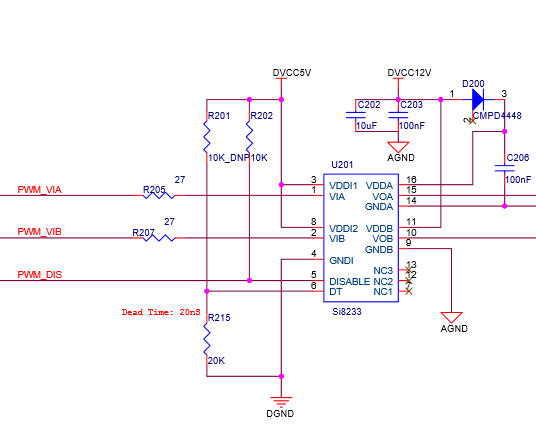 DVCC5V
DVCC12V
D200
1
3
2
CMPD4448
R201
R202
10K_DNP
10K
C202
10uF
C203
100nF
AGND
C206
100nF
U201
27
PWM_VIA
R205
3
VDDI1
VDDA
16
1
VIA
VOA
15
GNDA
14
27
PWM_VIB
R207
8
VDDI2
VDDB
11
2
VIB
VOB
10
GNDB
9
4
GNDI
NC3
13
PWM_DIS
5
DISABLE
NC2
12
6
DT
NC1
7
Dead Time: 20nS
R215
20K
Si8233
AGND
DGND